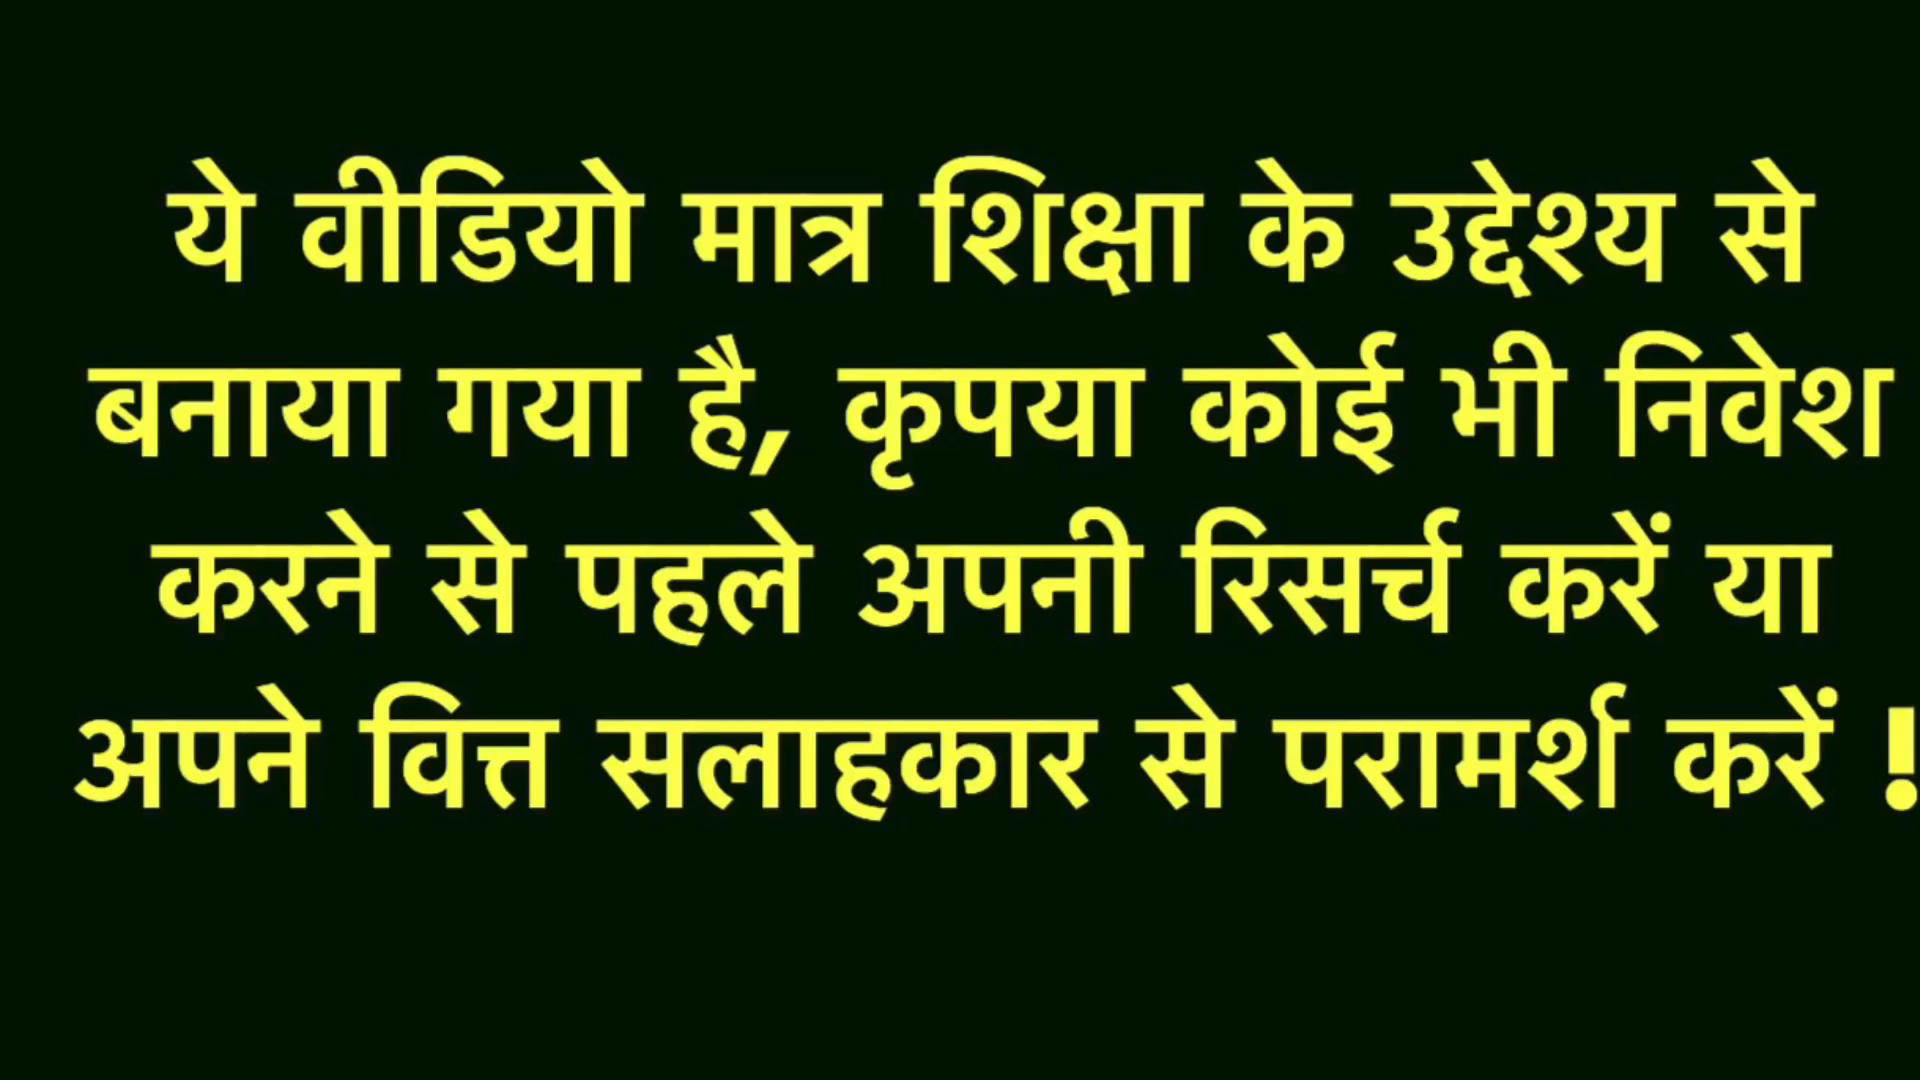 ये वीडियो मात्र शिक्षा के उद्देश्य से
बनाया गया है, कृपया कोई भी निवेश
करने से पहले अपनी रिसर्च करें या
अपने वित्त सलाहकार से परामर्श करें !